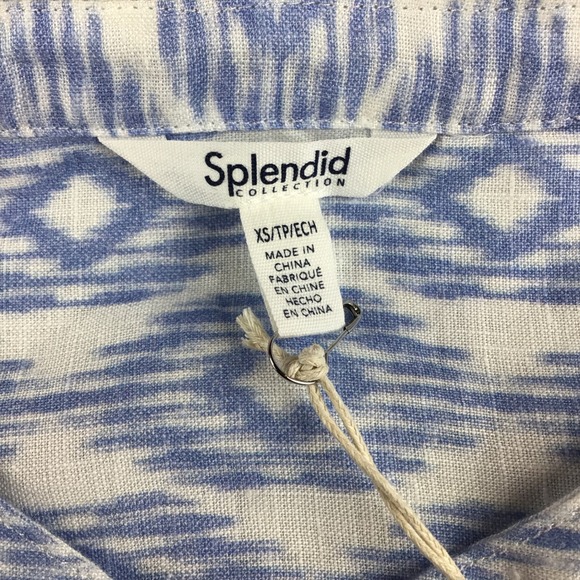 Splendid
COLLECTION
XS/TP/ECH
MADE IN
CHINA
FABRIQUÉ
EN CHINE
HECHO
EN CHINA